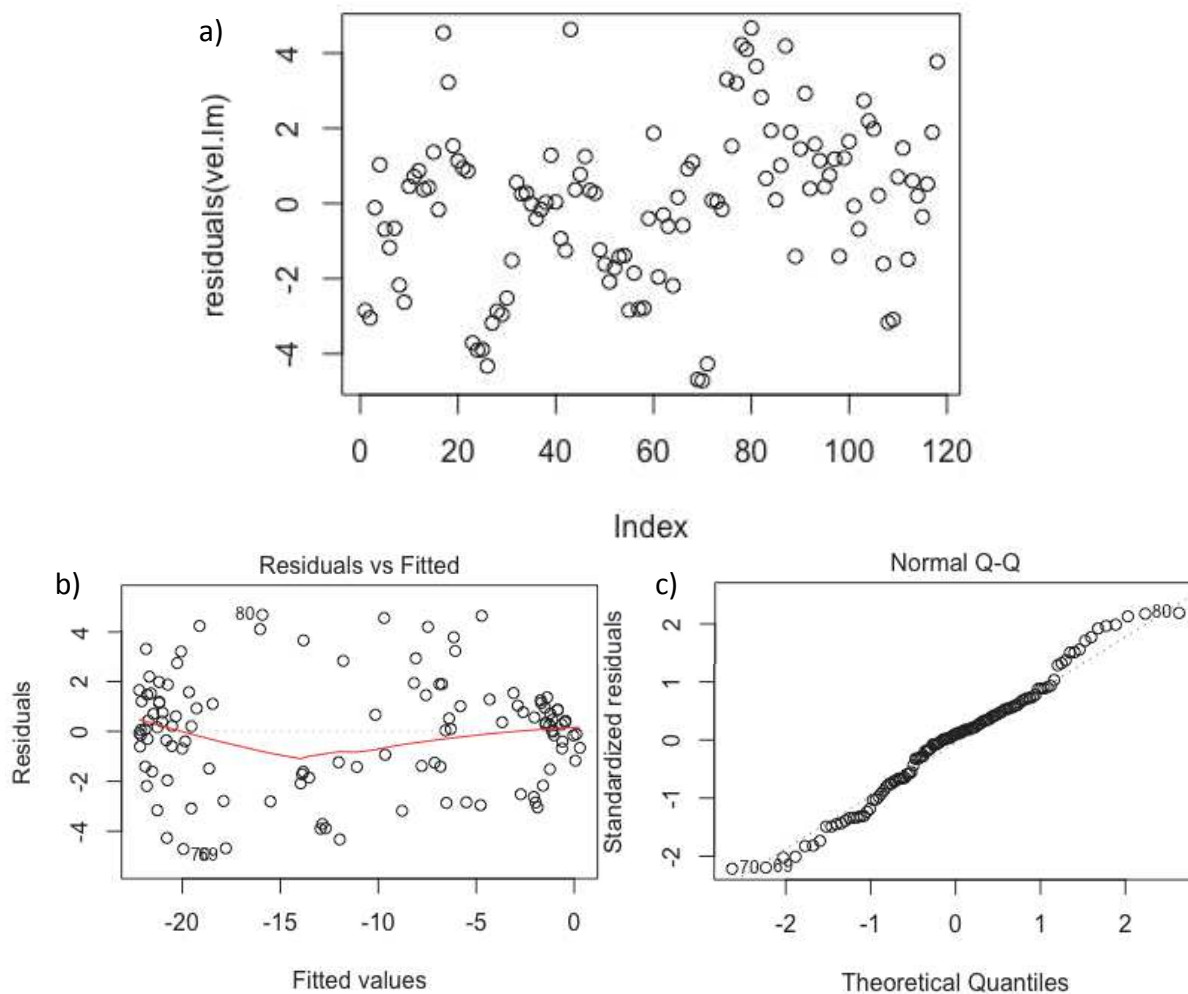 a)
residuals(vel.lm)
4
2
0
-2
-4
0 20 40 60 80 100 120
Index
b)
Residuals vs Fitted
Residuals
4
2
0
-2
-4
80
7069
-20 -15 -10 -5 0
Fitted values
c)
Normal Q-Q
Standardized residuals
2
1
0
-1
-2
80
70 69
-2 -1 0 1 2
Theoretical Quantiles